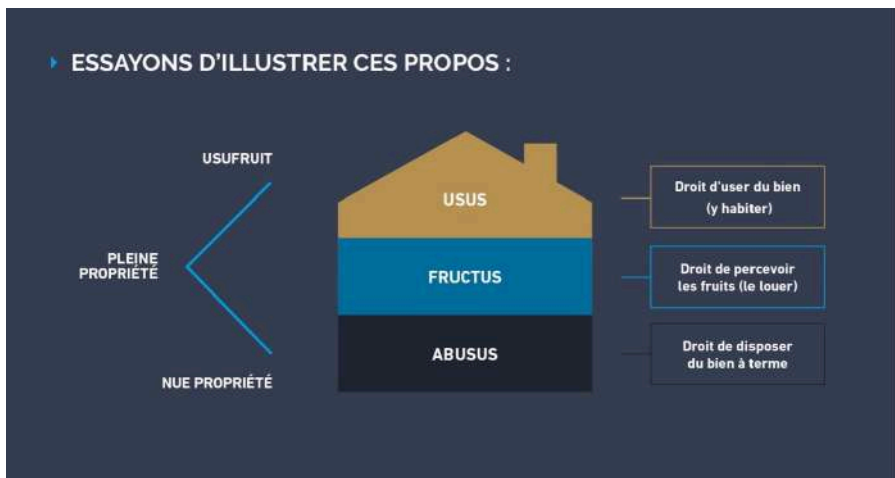 ESSAYONS D'ILLUSTRER CES PROPOS :
USUFRUIT
PLEINE
PROPRIÉTÉ
NUE PROPRIÉTÉ
USUS
FRUCTUS
ABUSUS
Droit d'user du bien
(y habiter)
Droit de percevoir
les fruits (le louer)
Droit de disposer
du bien à terme